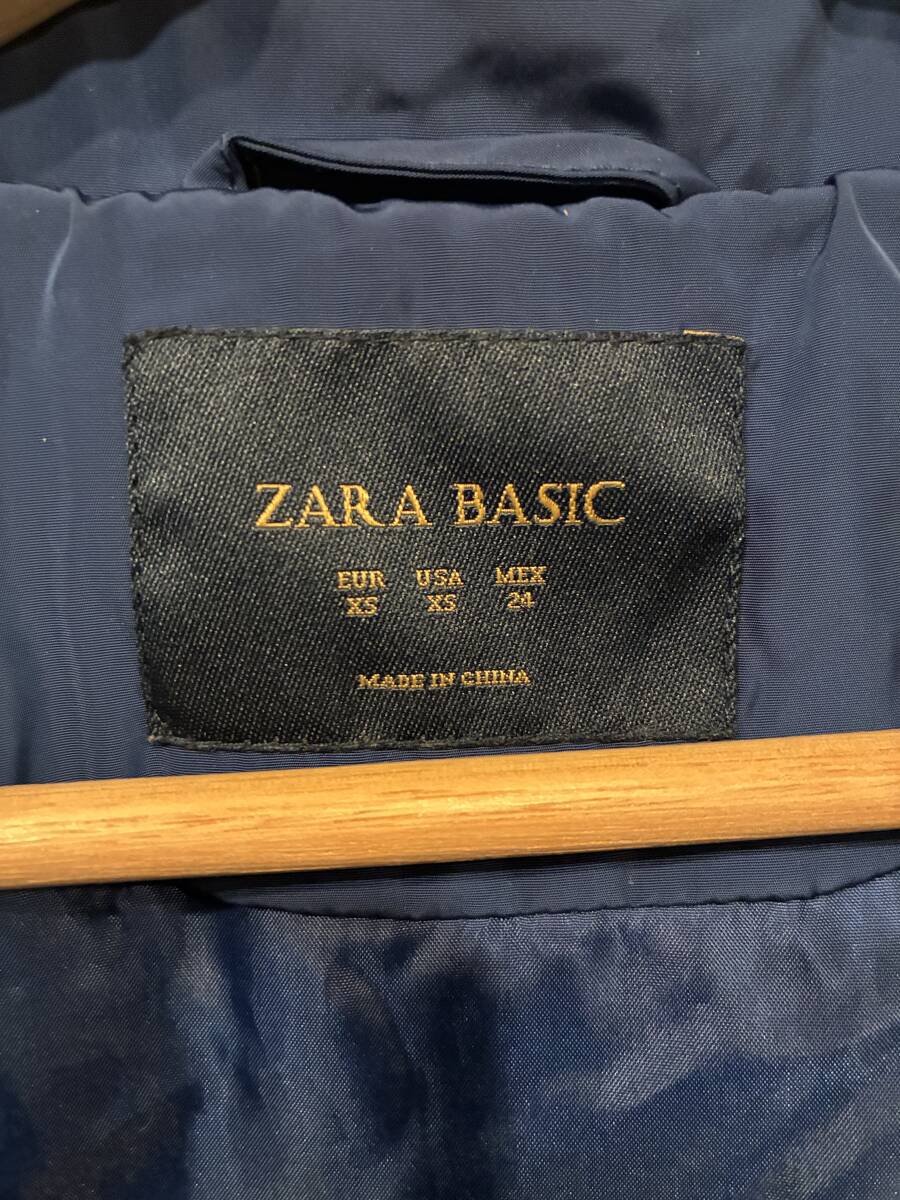 ZARA BASIC
EUR USA MEX
XS XS 24
MADE IN CHINA